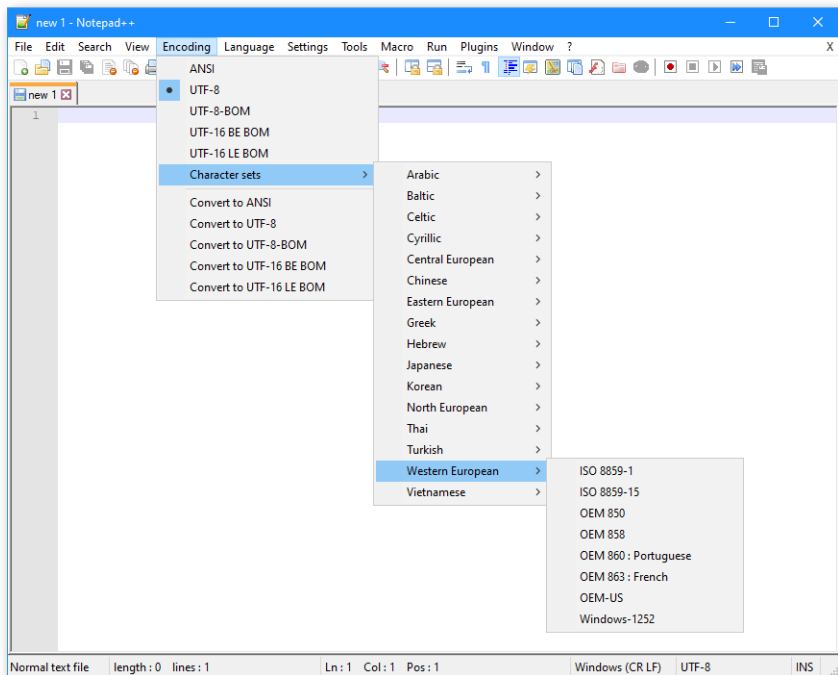 new 1 - Notepad++
File Edit Search View Encoding Language Settings Tools Macro Run Plugins Window ? X
new 1
1
ANSI
UTF-8
UTF-8-BOM
UTF-16 BE BOM
UTF-16 LE BOM
Character sets
Convert to ANSI
Convert to UTF-8
Convert to UTF-8-BOM
Convert to UTF-16 BE BOM
Convert to UTF-16 LE BOM
Arabic
Baltic
Celtic
Cyrillic
Central European
Chinese
Eastern European
Greek
Hebrew
Japanese
Korean
North European
Thai
Turkish
Western European
Vietnamese
ISO 8859-1
ISO 8859-15
OEM 850
OEM 858
OEM 860 : Portuguese
OEM 863 : French
OEM-US
Windows-1252
Normal text file length : 0 lines : 1 Ln : 1 Col : 1 Pos : 1 Windows (CR LF) UTF-8 INS